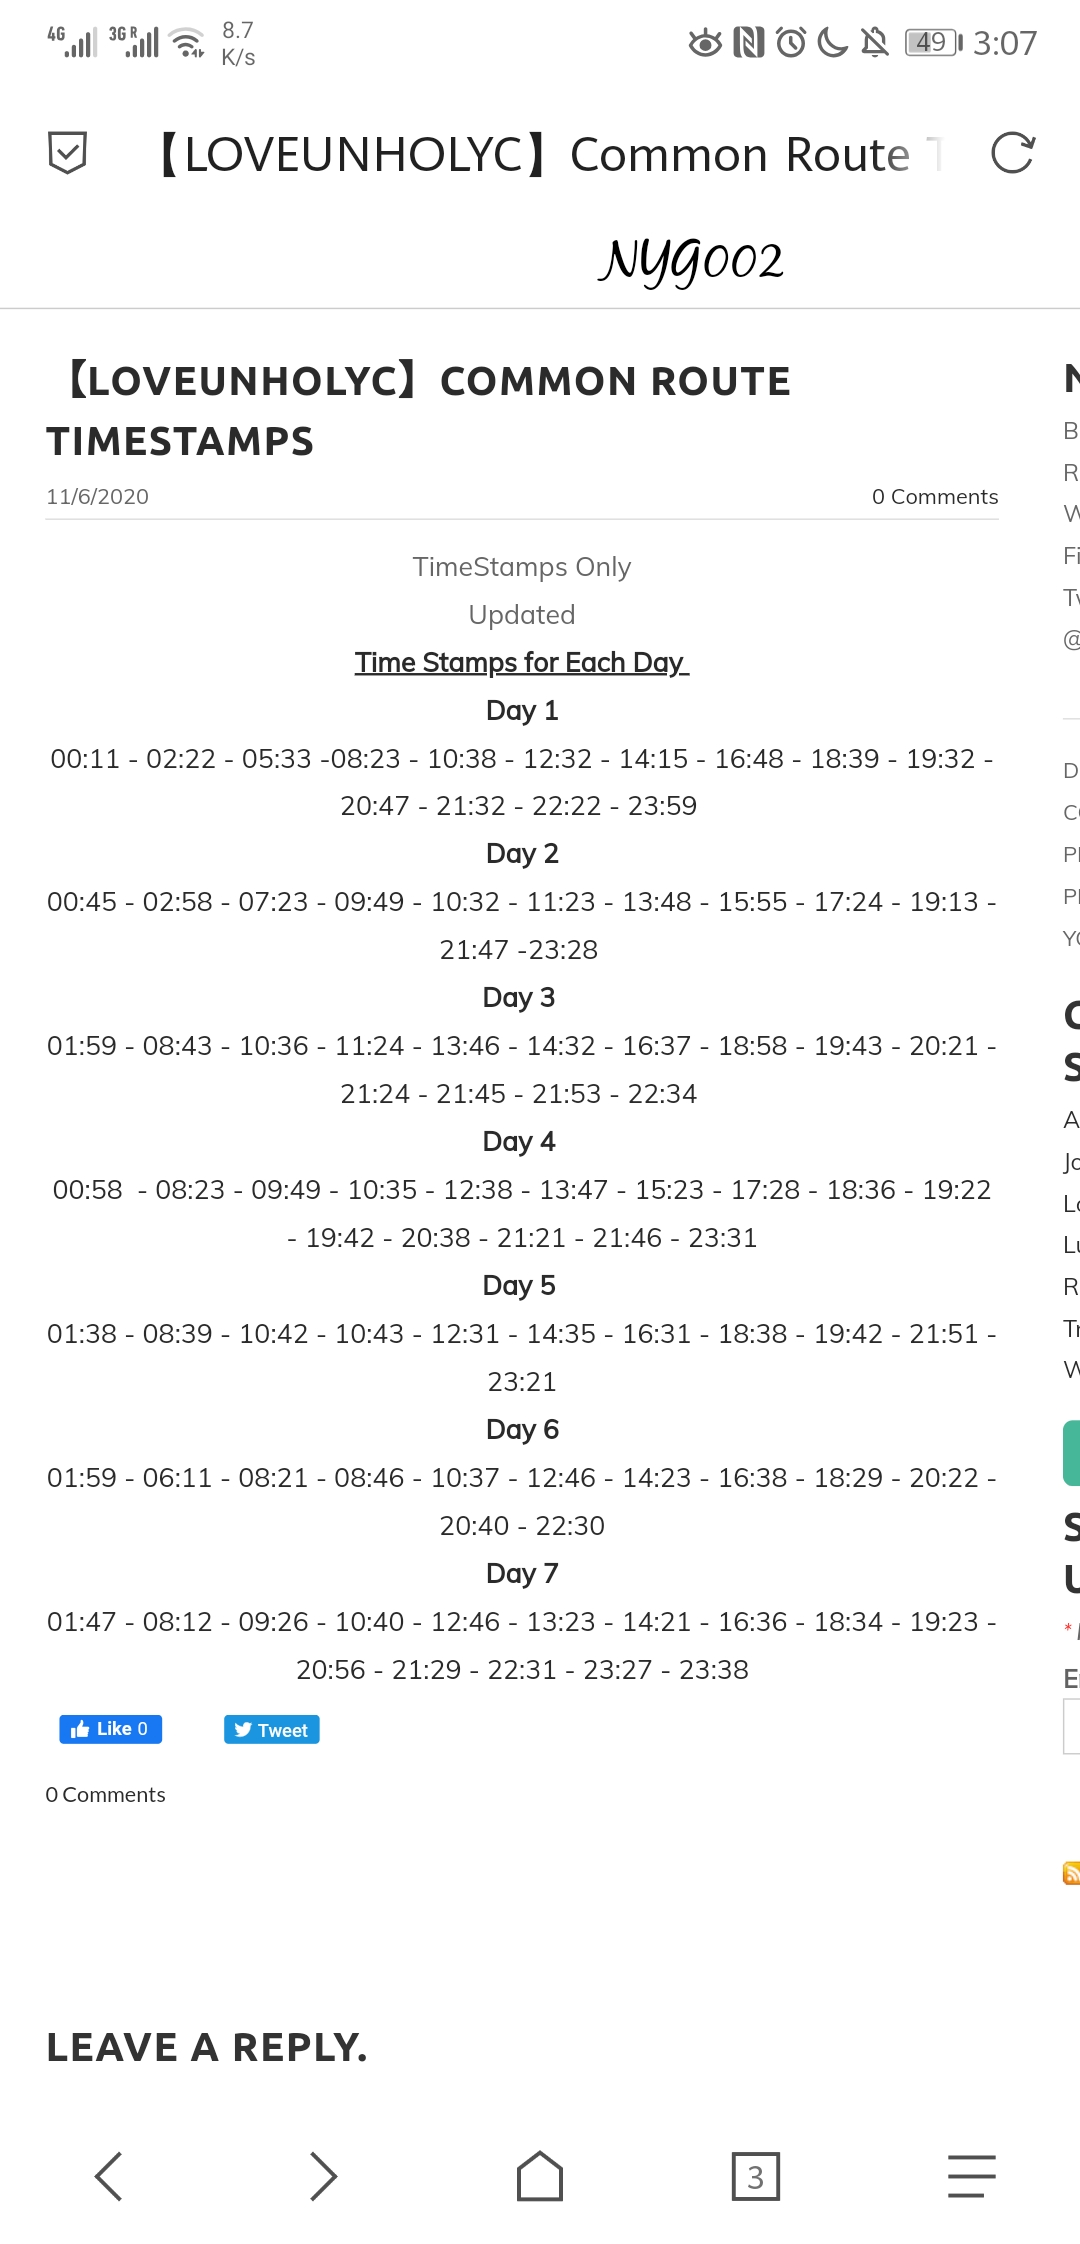 4G 3G R 8.7 K/s 49 3:07
【LOVEUNHOLYC】Common Route T
NYG002
【LOVEUNHOLYC】COMMON ROUTE
TIMESTAMPS
11/6/2020 0 Comments
TimeStamps Only
Updated
Time Stamps for Each Day
Day 1
00:11 - 02:22 - 05:33 -08:23 - 10:38 - 12:32 - 14:15 - 16:48 - 18:39 - 19:32 -
20:47 - 21:32 - 22:22 - 23:59
Day 2
00:45 - 02:58 - 07:23 - 09:49 - 10:32 - 11:23 - 13:48 - 15:55 - 17:24 - 19:13 -
21:47 -23:28
Day 3
01:59 - 08:43 - 10:36 - 11:24 - 13:46 - 14:32 - 16:37 - 18:58 - 19:43 - 20:21 -
21:24 - 21:45 - 21:53 - 22:34
Day 4
00:58  - 08:23 - 09:49 - 10:35 - 12:38 - 13:47 - 15:23 - 17:28 - 18:36 - 19:22
- 19:42 - 20:38 - 21:21 - 21:46 - 23:31
Day 5
01:38 - 08:39 - 10:42 - 10:43 - 12:31 - 14:35 - 16:31 - 18:38 - 19:42 - 21:51 -
23:21
Day 6
01:59 - 06:11 - 08:21 - 08:46 - 10:37 - 12:46 - 14:23 - 16:38 - 18:29 - 20:22 -
20:40 - 22:30
Day 7
01:47 - 08:12 - 09:26 - 10:40 - 12:46 - 13:23 - 14:21 - 16:36 - 18:34 - 19:23 -
20:56 - 21:29 - 22:31 - 23:27 - 23:38
Like 0 Tweet
0 Comments
LEAVE A REPLY.
3